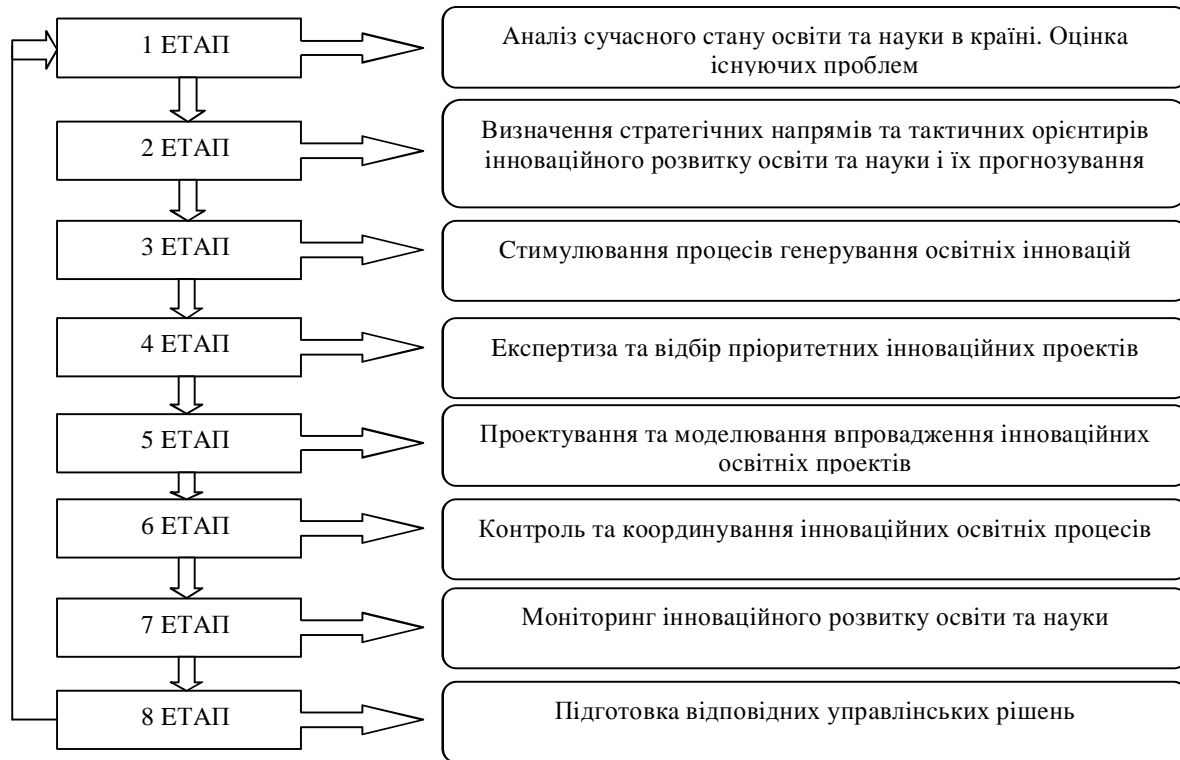 1 ЕТАП
Аналіз сучасного стану освіти та науки в країні. Оцінка
існуючих проблем
2 ЕТАП
Визначення стратегічних напрямів та тактичних орієнтирів
інноваційного розвитку освіти та науки і їх прогнозування
3 ЕТАП
Стимулювання процесів генерування освітніх інновацій
4 ЕТАП
Експертиза та відбір пріоритетних інноваційних проектів
5 ЕТАП
Проектування та моделювання впровадження інноваційних
освітніх проектів
6 ЕТАП
Контроль та координування інноваційних освітніх процесів
7 ЕТАП
Моніторинг інноваційного розвитку освіти та науки
8 ЕТАП
Підготовка відповідних управлінських рішень